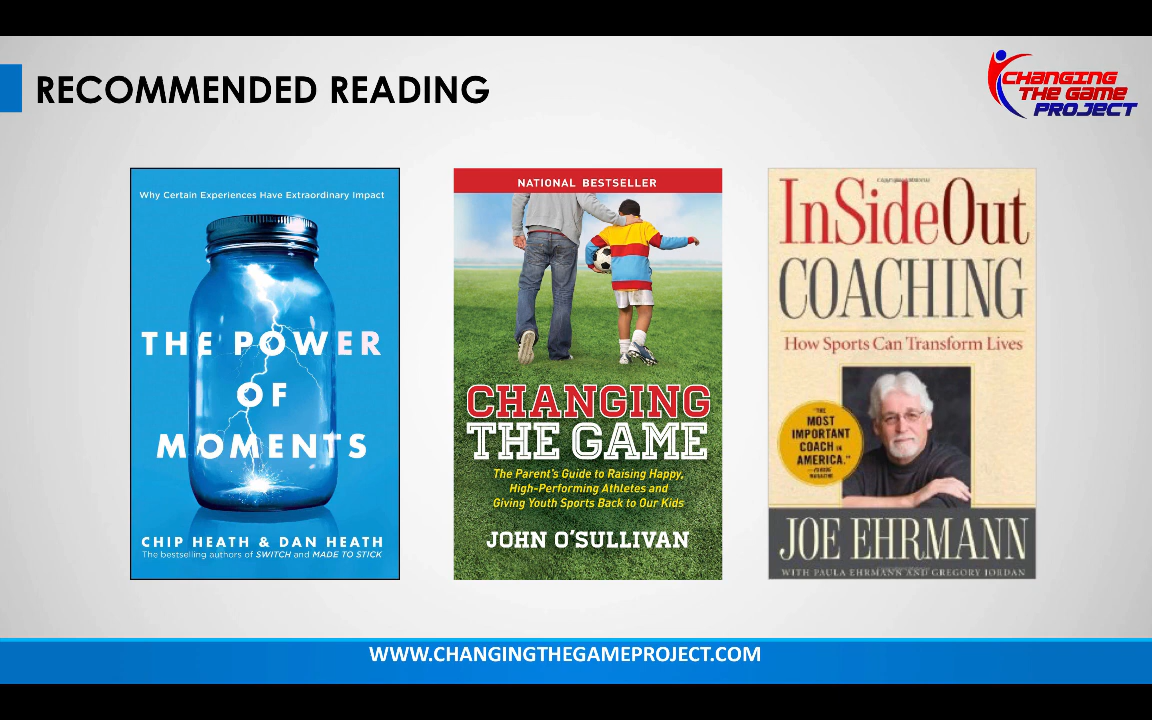 RECOMMENDED READING
CHANGING
THE GAME
PROJECT
Why Certain Experiences Have Extraordinary Impact
THE POWER
OF
MOMENTS
CHIP HEATH & DAN HEATH
The bestselling authors of SWITCH and MADE TO STICK
NATIONAL BESTSELLER
CHANGING
THE GAME
The Parent's Guide to Raising Happy,
High-Performing Athletes and
Giving Youth Sports Back to Our Kids
JOHN O'SULLIVAN
InSideOut
COACHING
How Sports Can Transform Lives
"THE
MOST
IMPORTANT
COACH IN
AMERICA."
JOE EHRMANN
WITH PAULA EHRMANN AND GREGORY JORDAN
WWW.CHANGINGTHEGAMEPROJECT.COM